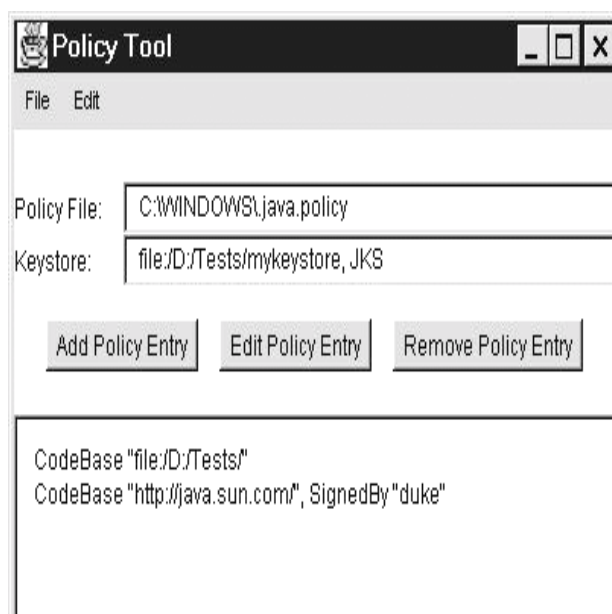 Policy Tool
File Edit
Policy File: C:\WINDOWS\.java.policy
Keystore: file:/D:/Tests/mykeystore, JKS
Add Policy Entry Edit Policy Entry Remove Policy Entry
CodeBase "file:/D:/Tests/"
CodeBase "http://java.sun.com/", SignedBy "duke"